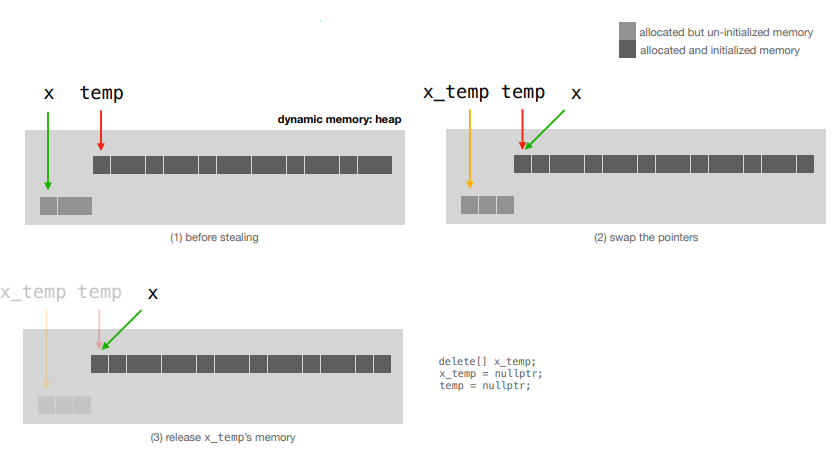 allocated but un-initialized memory
allocated and initialized memory
x temp
dynamic memory: heap
(1) before stealing
x_temp temp x
(2) swap the pointers
x_temp temp x
(3) release x_temp's memory
delete[] x_temp;
x_temp = nullptr;
temp = nullptr;